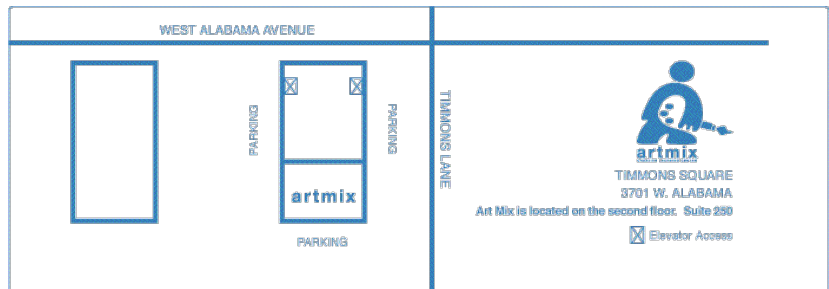 WEST ALABAMA AVENUE
PARKING
PARKING
TIMMONS LANE
artmix
PARKING
artmix
TIMMONS SQUARE
3701 W. ALABAMA
Art Mix is located on the second floor. Suite 250
Elevator Access